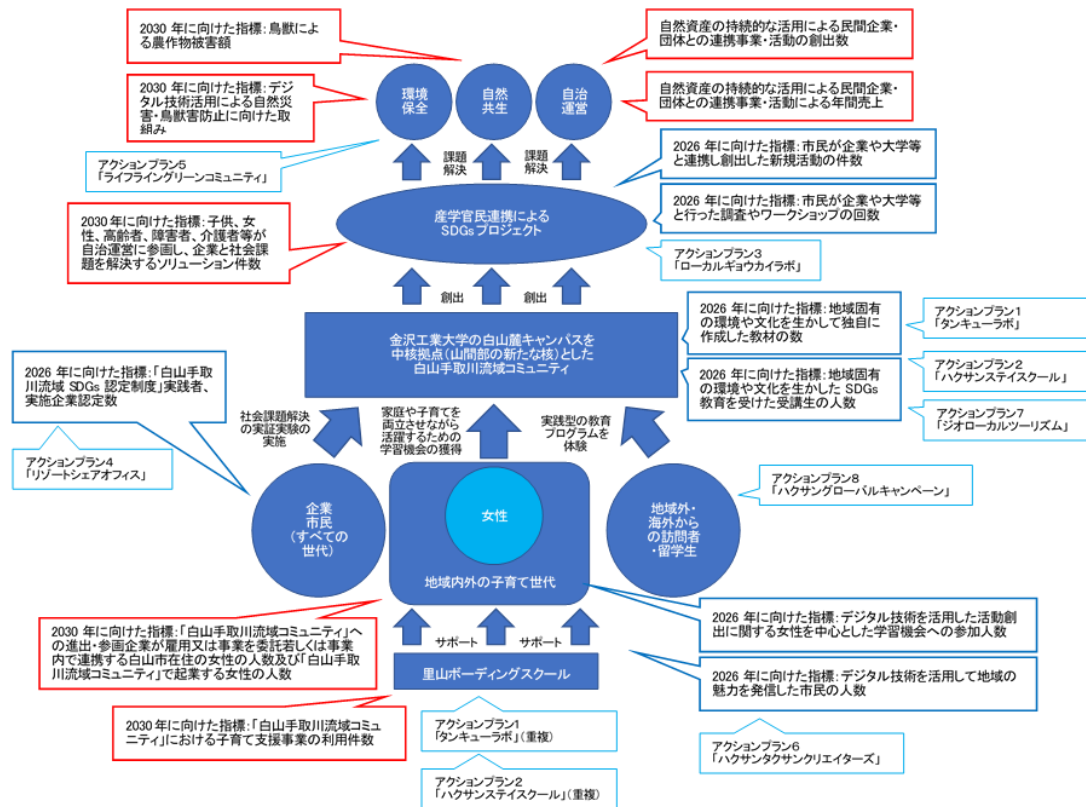 2030 年に向けた指標：鳥獣によ
る農作物被害額
自然資産の持続的な活用による民間企業・
団体との連携事業・活動の創出数
環境
保全
自然
共生
自治
運営
2030 年に向けた指標：デジ
タル技術活用による自然災
害・鳥獣害防止に向けた取
組み
自然資産の持続的な活用による民間企業・
団体との連携事業・活動による年間売上
アクションプラン5
「ライフライングリーンコミュニティ」
課題
解決
課題
解決
2026 年に向けた指標：市民が企業や大学等
と連携し創出した新規活動の件数
2026 年に向けた指標：市民が企業や大学等
と行った調査やワークショップの回数
産学官民連携による
SDGsプロジェクト
2030 年に向けた指標：子供、女
性、高齢者、障害者、介護者等が
自治運営に参画し、企業と社会課
題を解決するソリューション件数
アクションプラン3
「ローカルギョウカイラボ」
創出
創出
金沢工業大学の白山麓キャンパスを
中核拠点（山間部の新たな核）とした
白山手取川流域コミュニティ
2026 年に向けた指標：地域固有
の環境や文化を生かして独自に
作成した教材の数
アクションプラン1
「タンキューラボ」
2026 年に向けた指標：地域固有
の環境や文化を生かした SDGs
教育を受けた受講生の人数
アクションプラン2
「ハクサンステイスクール」
アクションプラン7
「ジオローカルツーリズム」
2026 年に向けた指標：「白山手取
川流域 SDGs 認定制度」実践者、
実施企業認定数
アクションプラン4
「リゾートシェアオフィス」
社会課題解決
の実証実験の
実施
家庭や子育てを
両立させながら
活躍するための
学習機会の獲得
実践型の教育
プログラムを
体験
アクションプラン8
「ハクサングローバルキャンペーン」
企業
市民
（すべての
世代）
女性
地域内外の子育て世代
地域外・
海外から
の訪問者
・留学生
2030 年に向けた指標：「白山手取川流域コミュニティ」へ
の進出・参画企業が雇用又は事業を委託若しくは事業
内で連携する白山市在住の女性の人数及び「白山手取
川流域コミュニティ」で起業する女性の人数
サポート
サポート
里山ボーディングスクール
2026 年に向けた指標：デジタル技術を活用した活動創
出に関する女性を中心とした学習機会への参加人数
2026 年に向けた指標：デジタル技術を活用して地域の
魅力を発信した市民の人数
2030 年に向けた指標：「白山手取川流域コミュ
ニティ」における子育て支援事業の利用件数
アクションプラン1
「タンキューラボ」（重複）
アクションプラン2
「ハクサンステイスクール」（重複）
アクションプラン6
「ハクサンタクサンクリエイターズ」